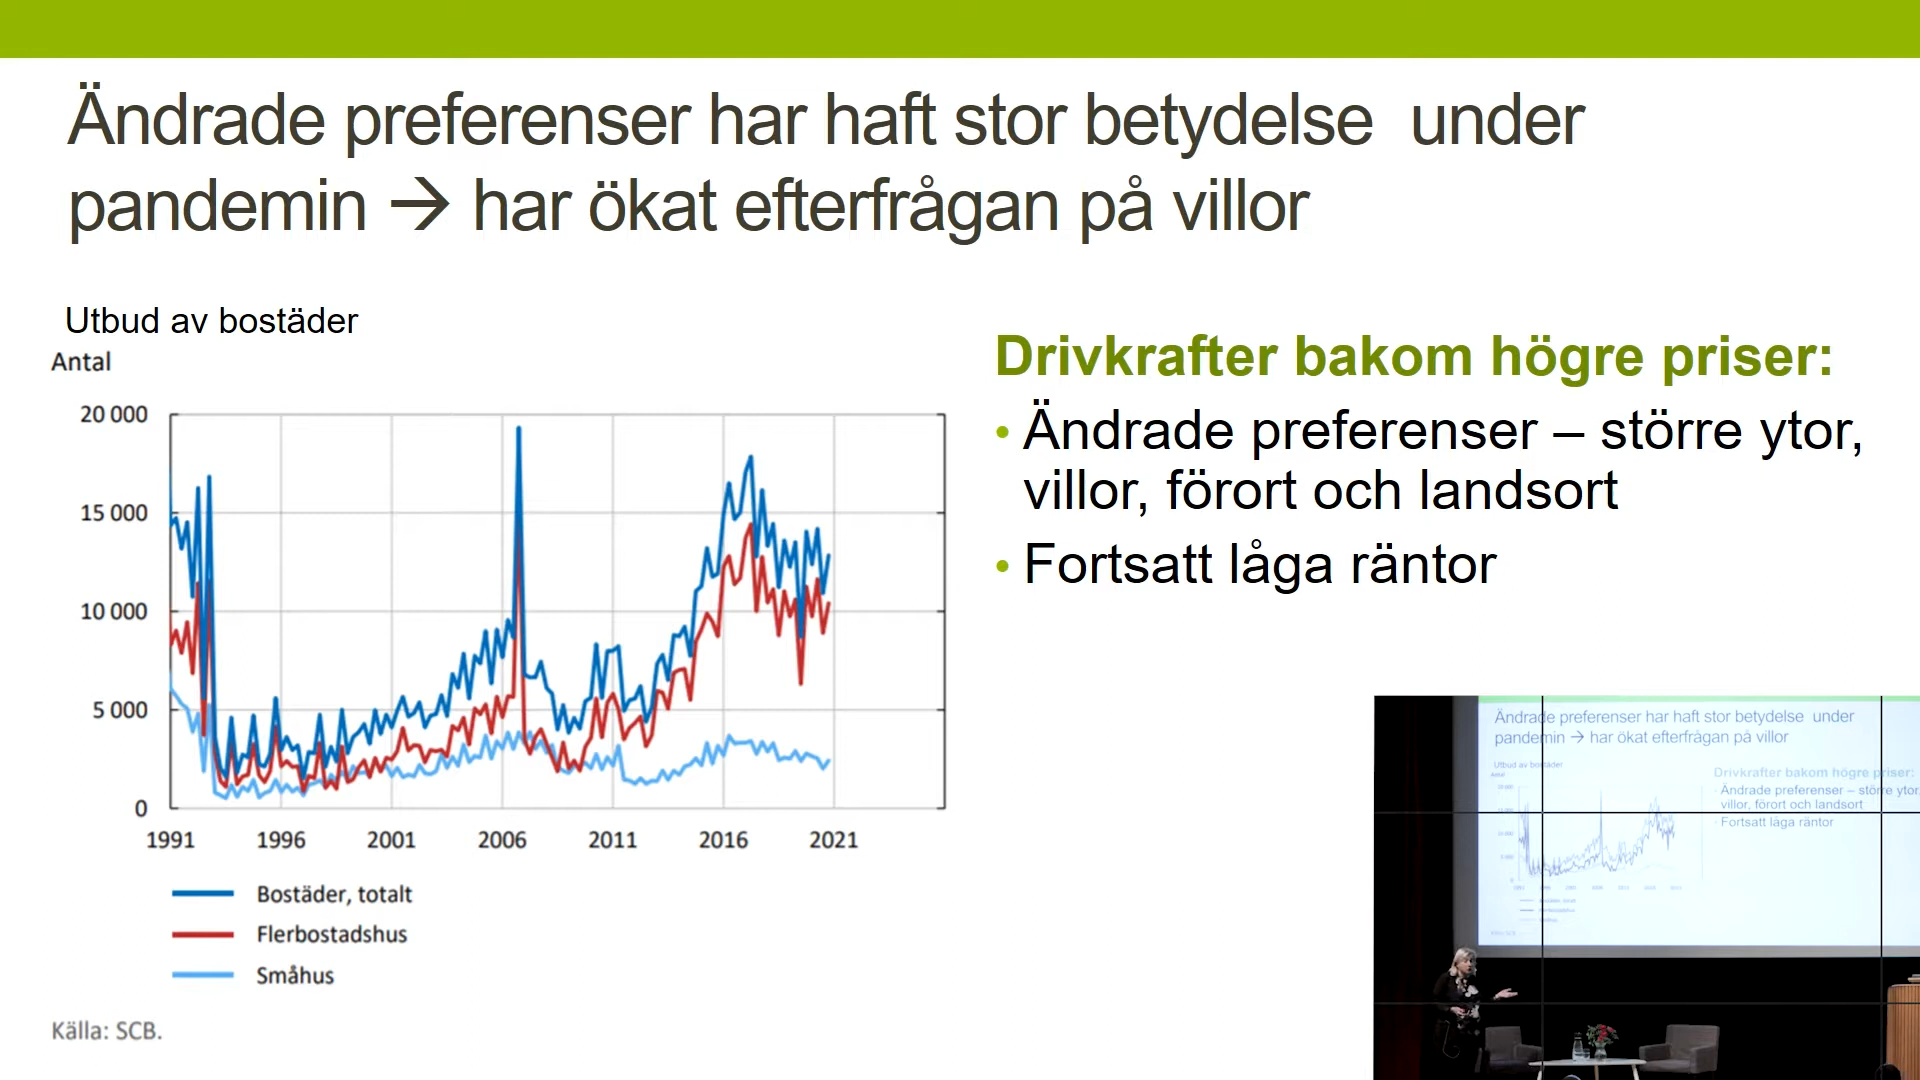 Ändrade preferenser har haft stor betydelse under
pandemin → har ökat efterfrågan på villor
Utbud av bostäder
Antal
20 000
15 000
10 000
5 000
0
1991 1996 2001 2006 2011 2016 2021
Bostäder, totalt
Flerbostadshus
Småhus
Källa: SCB.
Drivkrafter bakom högre priser:
• Ändrade preferenser – större ytor,
villor, förort och landsort
• Fortsatt låga räntor
Ändrade preferenser har haft stor betydelse under
pandemin → har ökat efterfrågan på villor
Utbud av bostäder
Antal
Drivkrafter bakom högre priser:
Ändrade preferenser – större ytor,
villor, förort och landsort
Fortsatt låga räntor